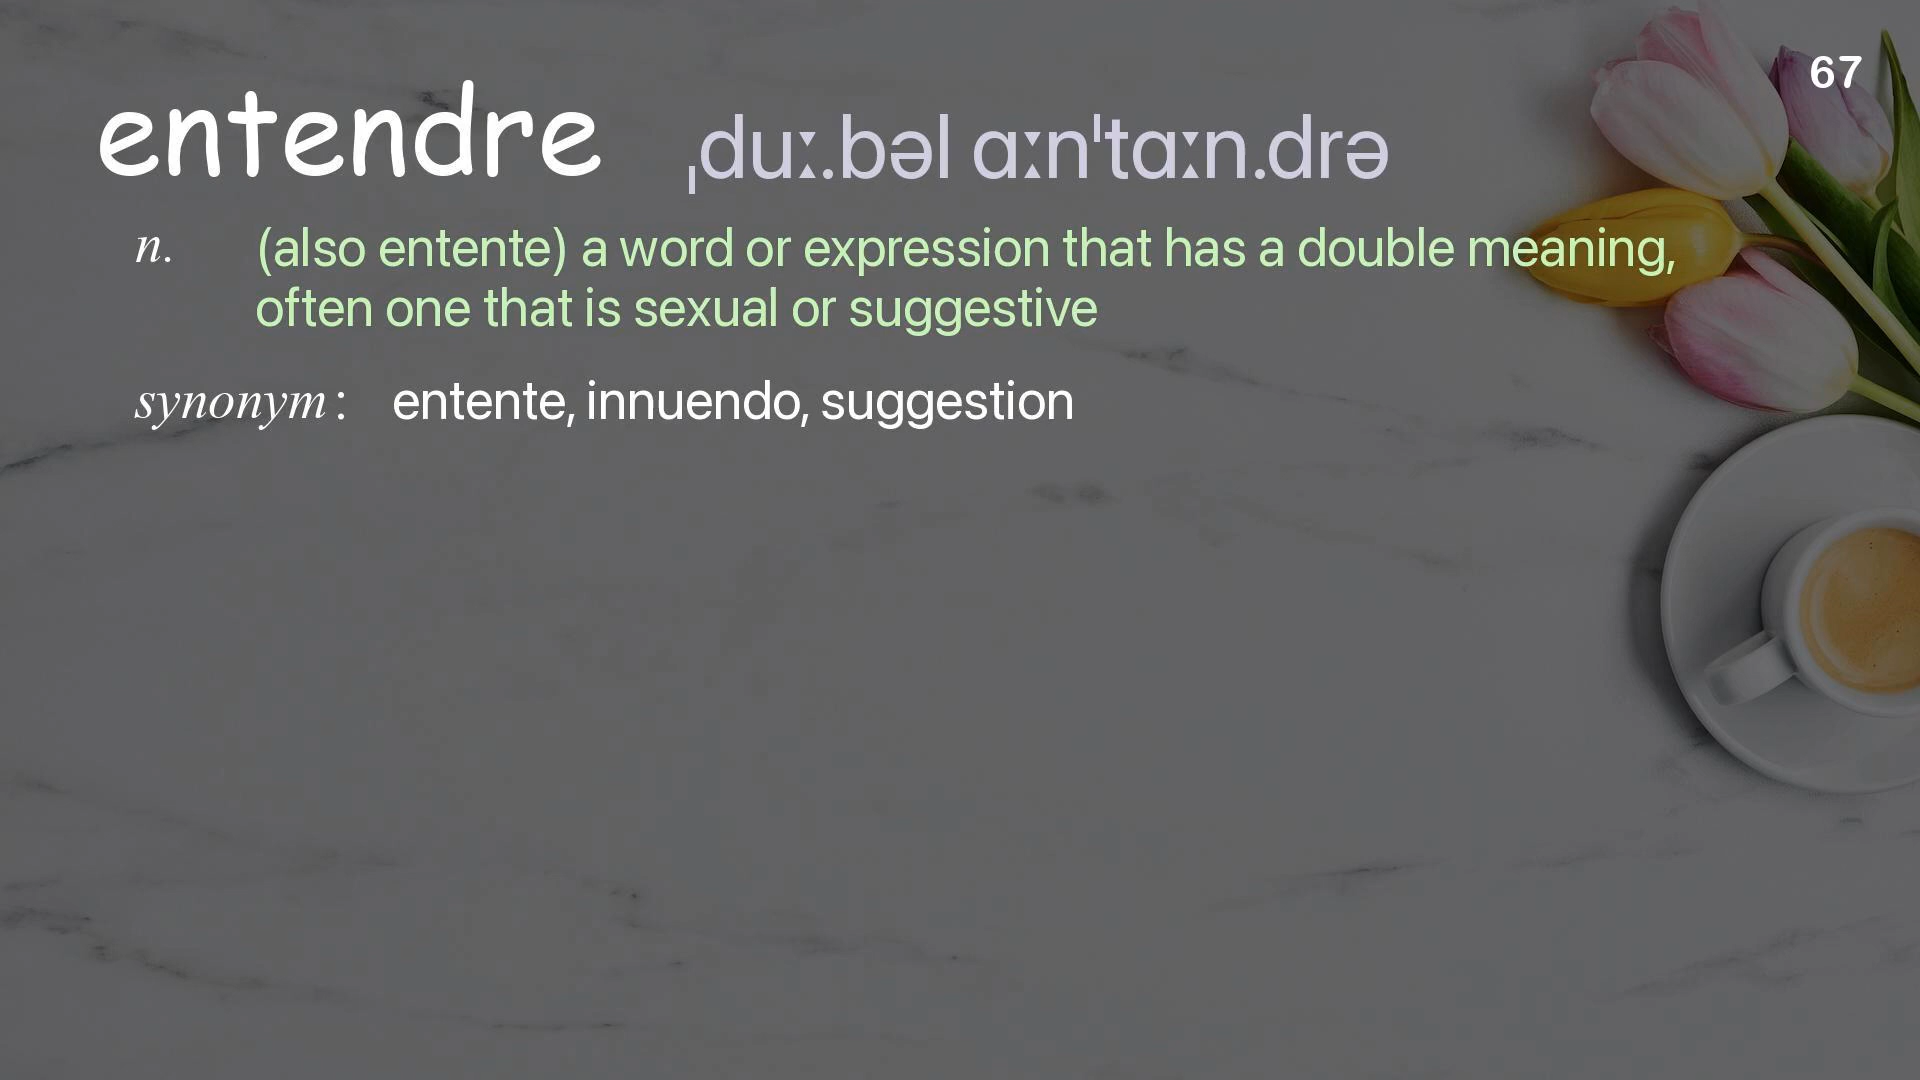 67
entendre ˌduː.bəl ɑːnˈtɑːn.drə
n. (also entente) a word or expression that has a double meaning,
often one that is sexual or suggestive
synonym : entente, innuendo, suggestion